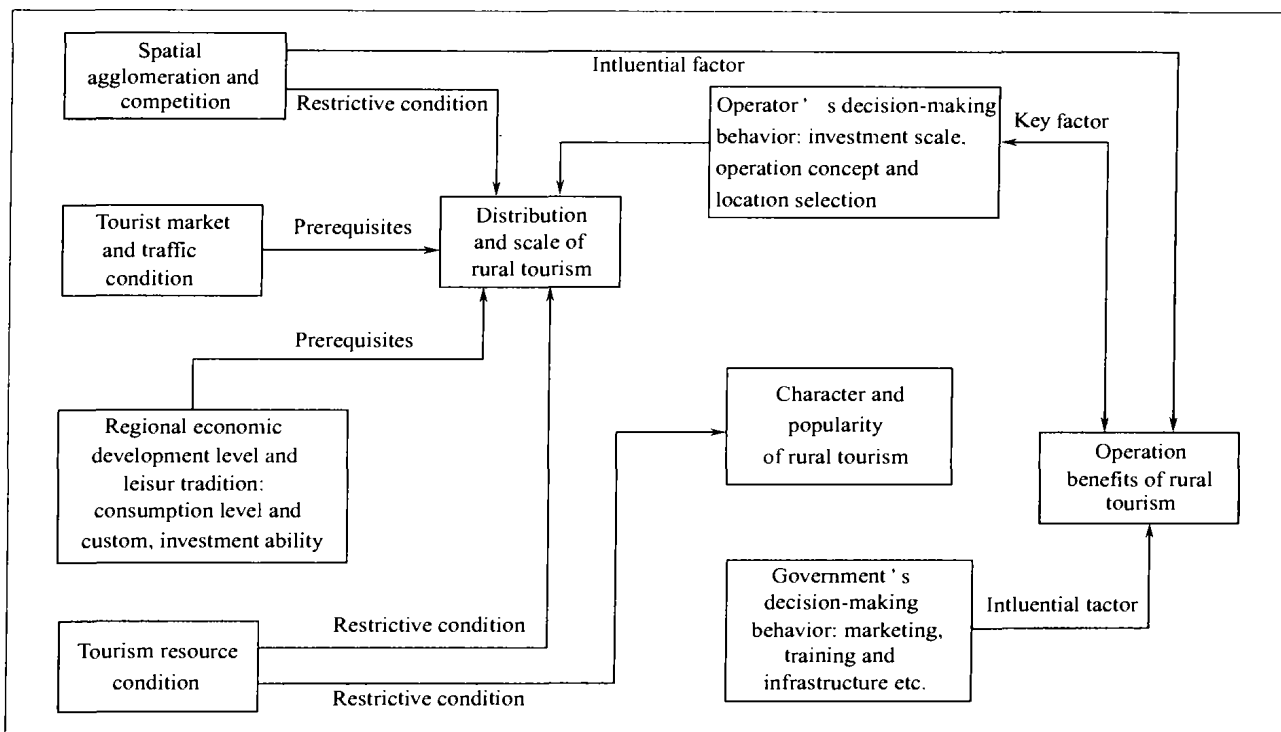 Spatial
agglomeration and
competition
Intluential factor
Restrictive condition
Operator's decision-making
behavior: investment scale,
operation concept and
location selection
Key factor
Tourist market
and traffic
condition
Prerequisites
Distribution
and scale of
rural tourism
Prerequisites
Regional economic
development level and
leisur tradition:
consumption level and
custom, investment ability
Character and
popularity
of rural tourism
Operation
benefits of rural
tourism
Government's
decision-making
behavior: marketing,
training and
infrastructure etc.
Intluential tactor
Tourism resource
condition
Restrictive condition
Restrictive condition